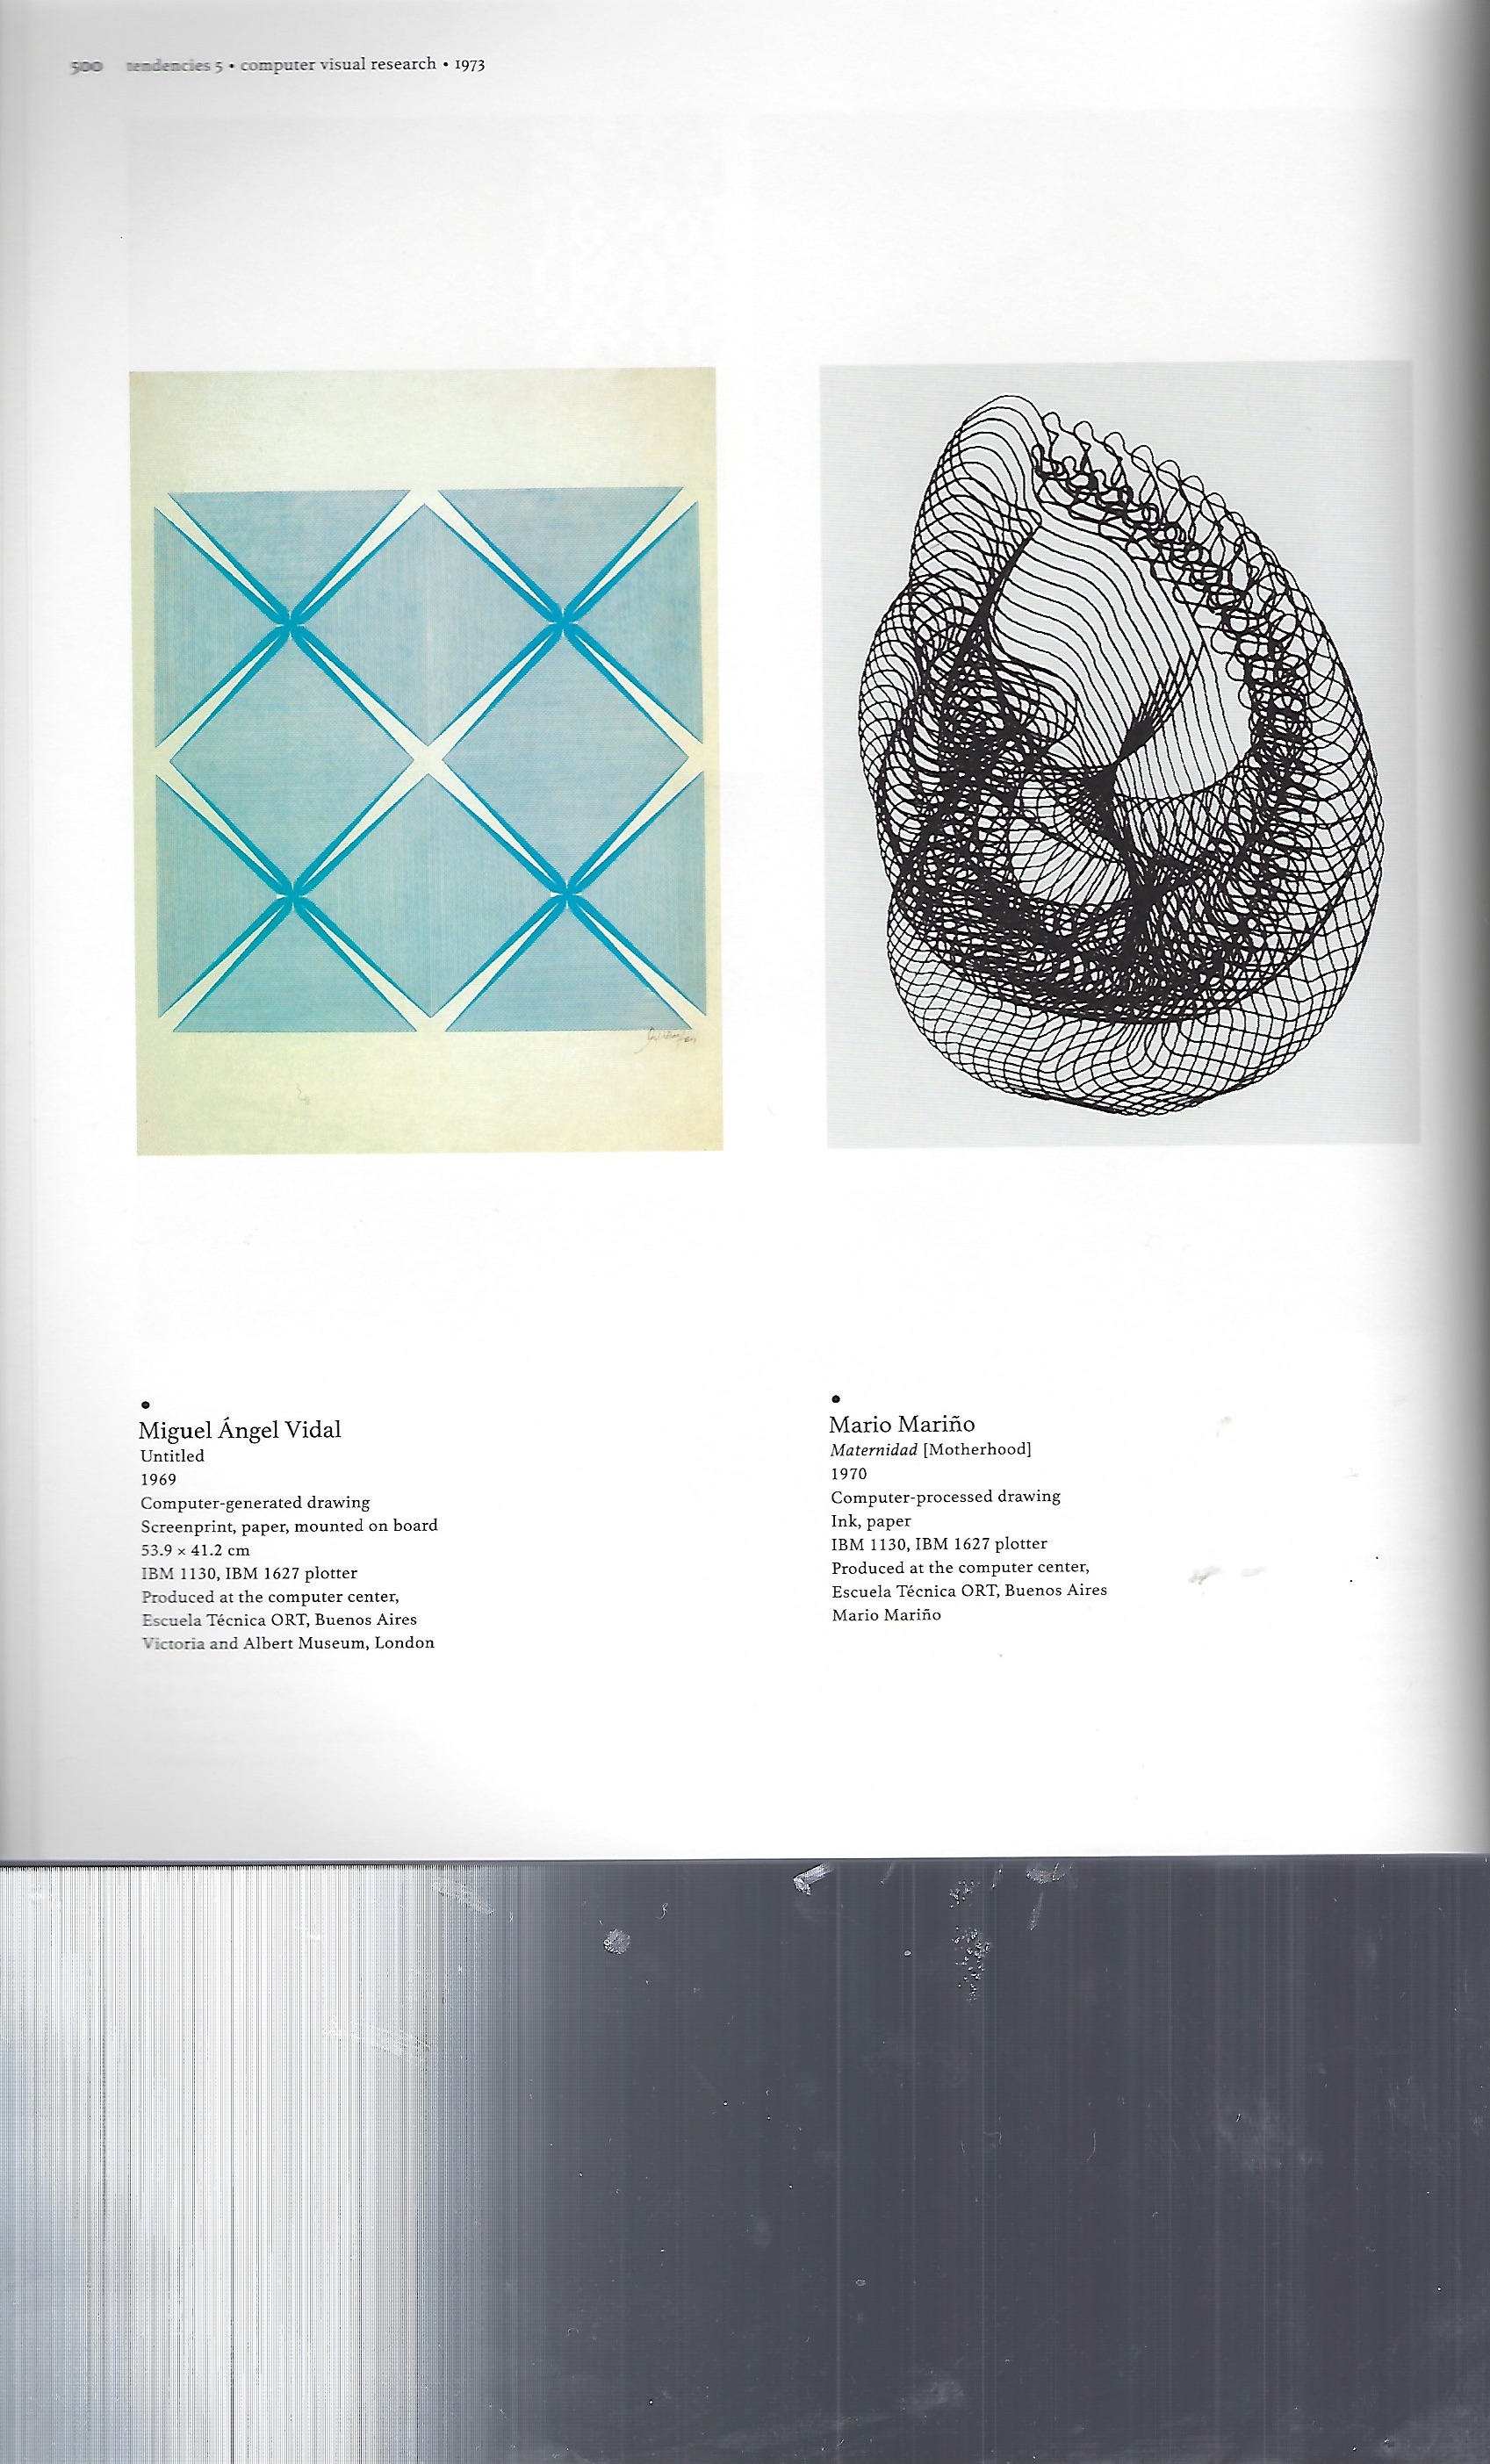 500 tendencies 5 • computer visual research • 1973
Miguel Ángel Vidal
Untitled
1969
Computer-generated drawing
Screenprint, paper, mounted on board
53.9 × 41.2 cm
IBM 1130, IBM 1627 plotter
Produced at the computer center,
Escuela Técnica ORT, Buenos Aires
Victoria and Albert Museum, London
Mario Mariño
Maternidad [Motherhood]
1970
Computer-processed drawing
Ink, paper
IBM 1130, IBM 1627 plotter
Produced at the computer center,
Escuela Técnica ORT, Buenos Aires
Mario Mariño